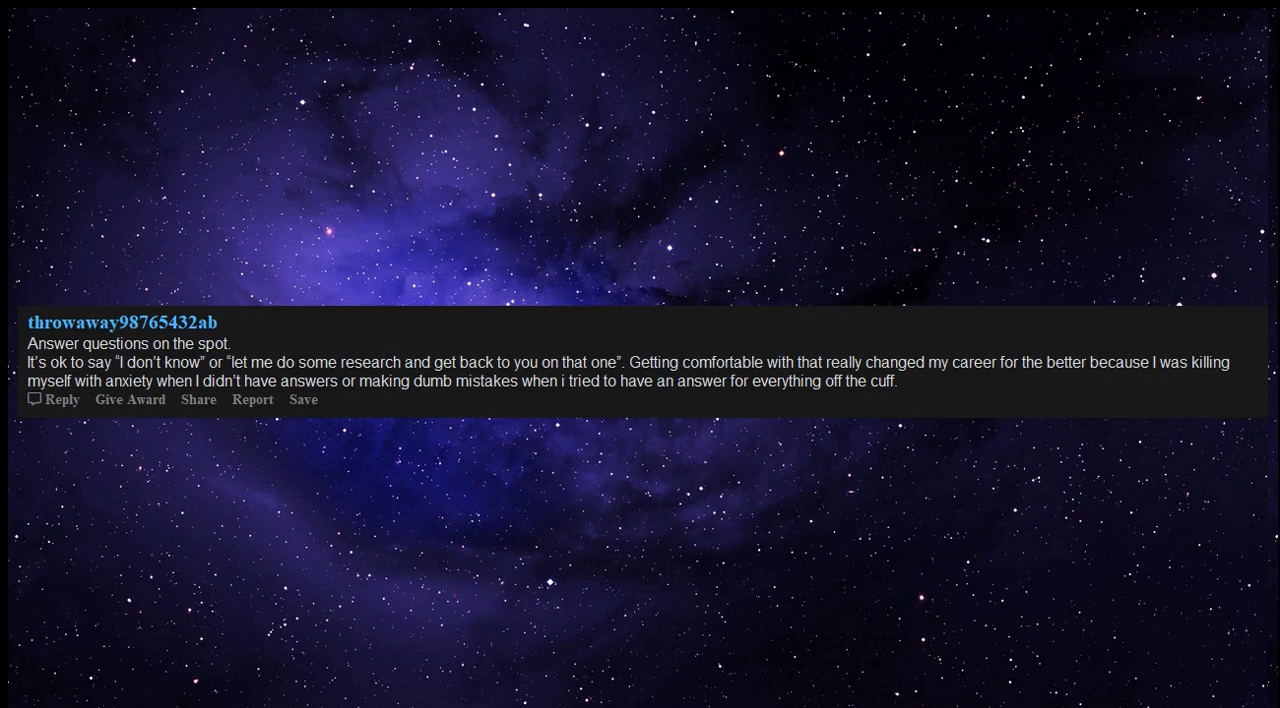 throwaway98765432ab
Answer questions on the spot.
It’s ok to say “I don’t know” or “let me do some research and get back to you on that one”. Getting comfortable with that really changed my career for the better because I was killing
myself with anxiety when I didn’t have answers or making dumb mistakes when i tried to have an answer for everything off the cuff.
Reply Give Award Share Report Save